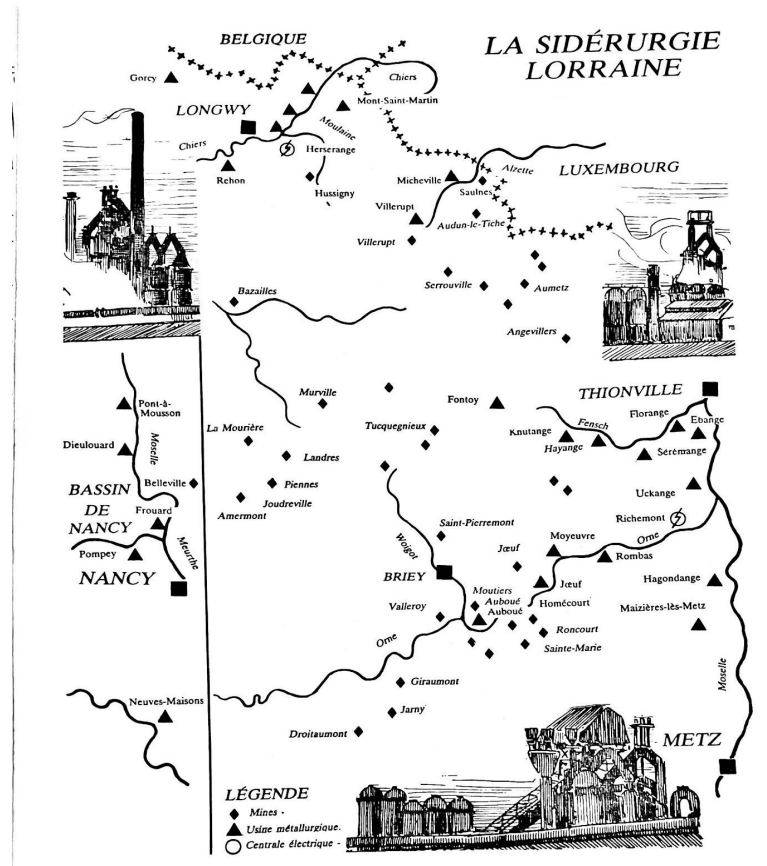 LA SIDÉRURGIE
LORRAINE
BELGIQUE
Gorcy
Chiers
LONGWY
Mont-Saint-Martin
Moulaine
Chiers
Herserange
Alzette
LUXEMBOURG
Rehon
Hussigny
Micheville
Saulnes
Villerupt
Audun-le-Tiche
Villerupt
Serrouville
Aumetz
Bazailles
Angevillers
Pont-à-
Mousson
Murville
Fontoy
THIONVILLE
Florange
Ebange
Fensch
La Mourière
Tucquegnieux
Knutange
Hayange
Dieulouard
Moselle
Landres
Sérémange
Belleville
Piennes
Uckange
BASSIN
DE
NANCY
Joudreville
Amermont
Frouard
Saint-Pierremont
Richemont
Orne
Pompey
Meurthe
Woigot
Jœuf
Moyeuvre
Rombas
NANCY
BRIEY
Jœuf
Hagondange
Moutiers
Auboué
Auboué
Homécourt
Maizières-lès-Metz
Valleroy
Roncourt
Orne
Sainte-Marie
Moselle
Giraumont
Neuves-Maisons
Jarny
Droitaumont
METZ
LÉGENDE
Mines -
Usine métallurgique.
Centrale électrique -